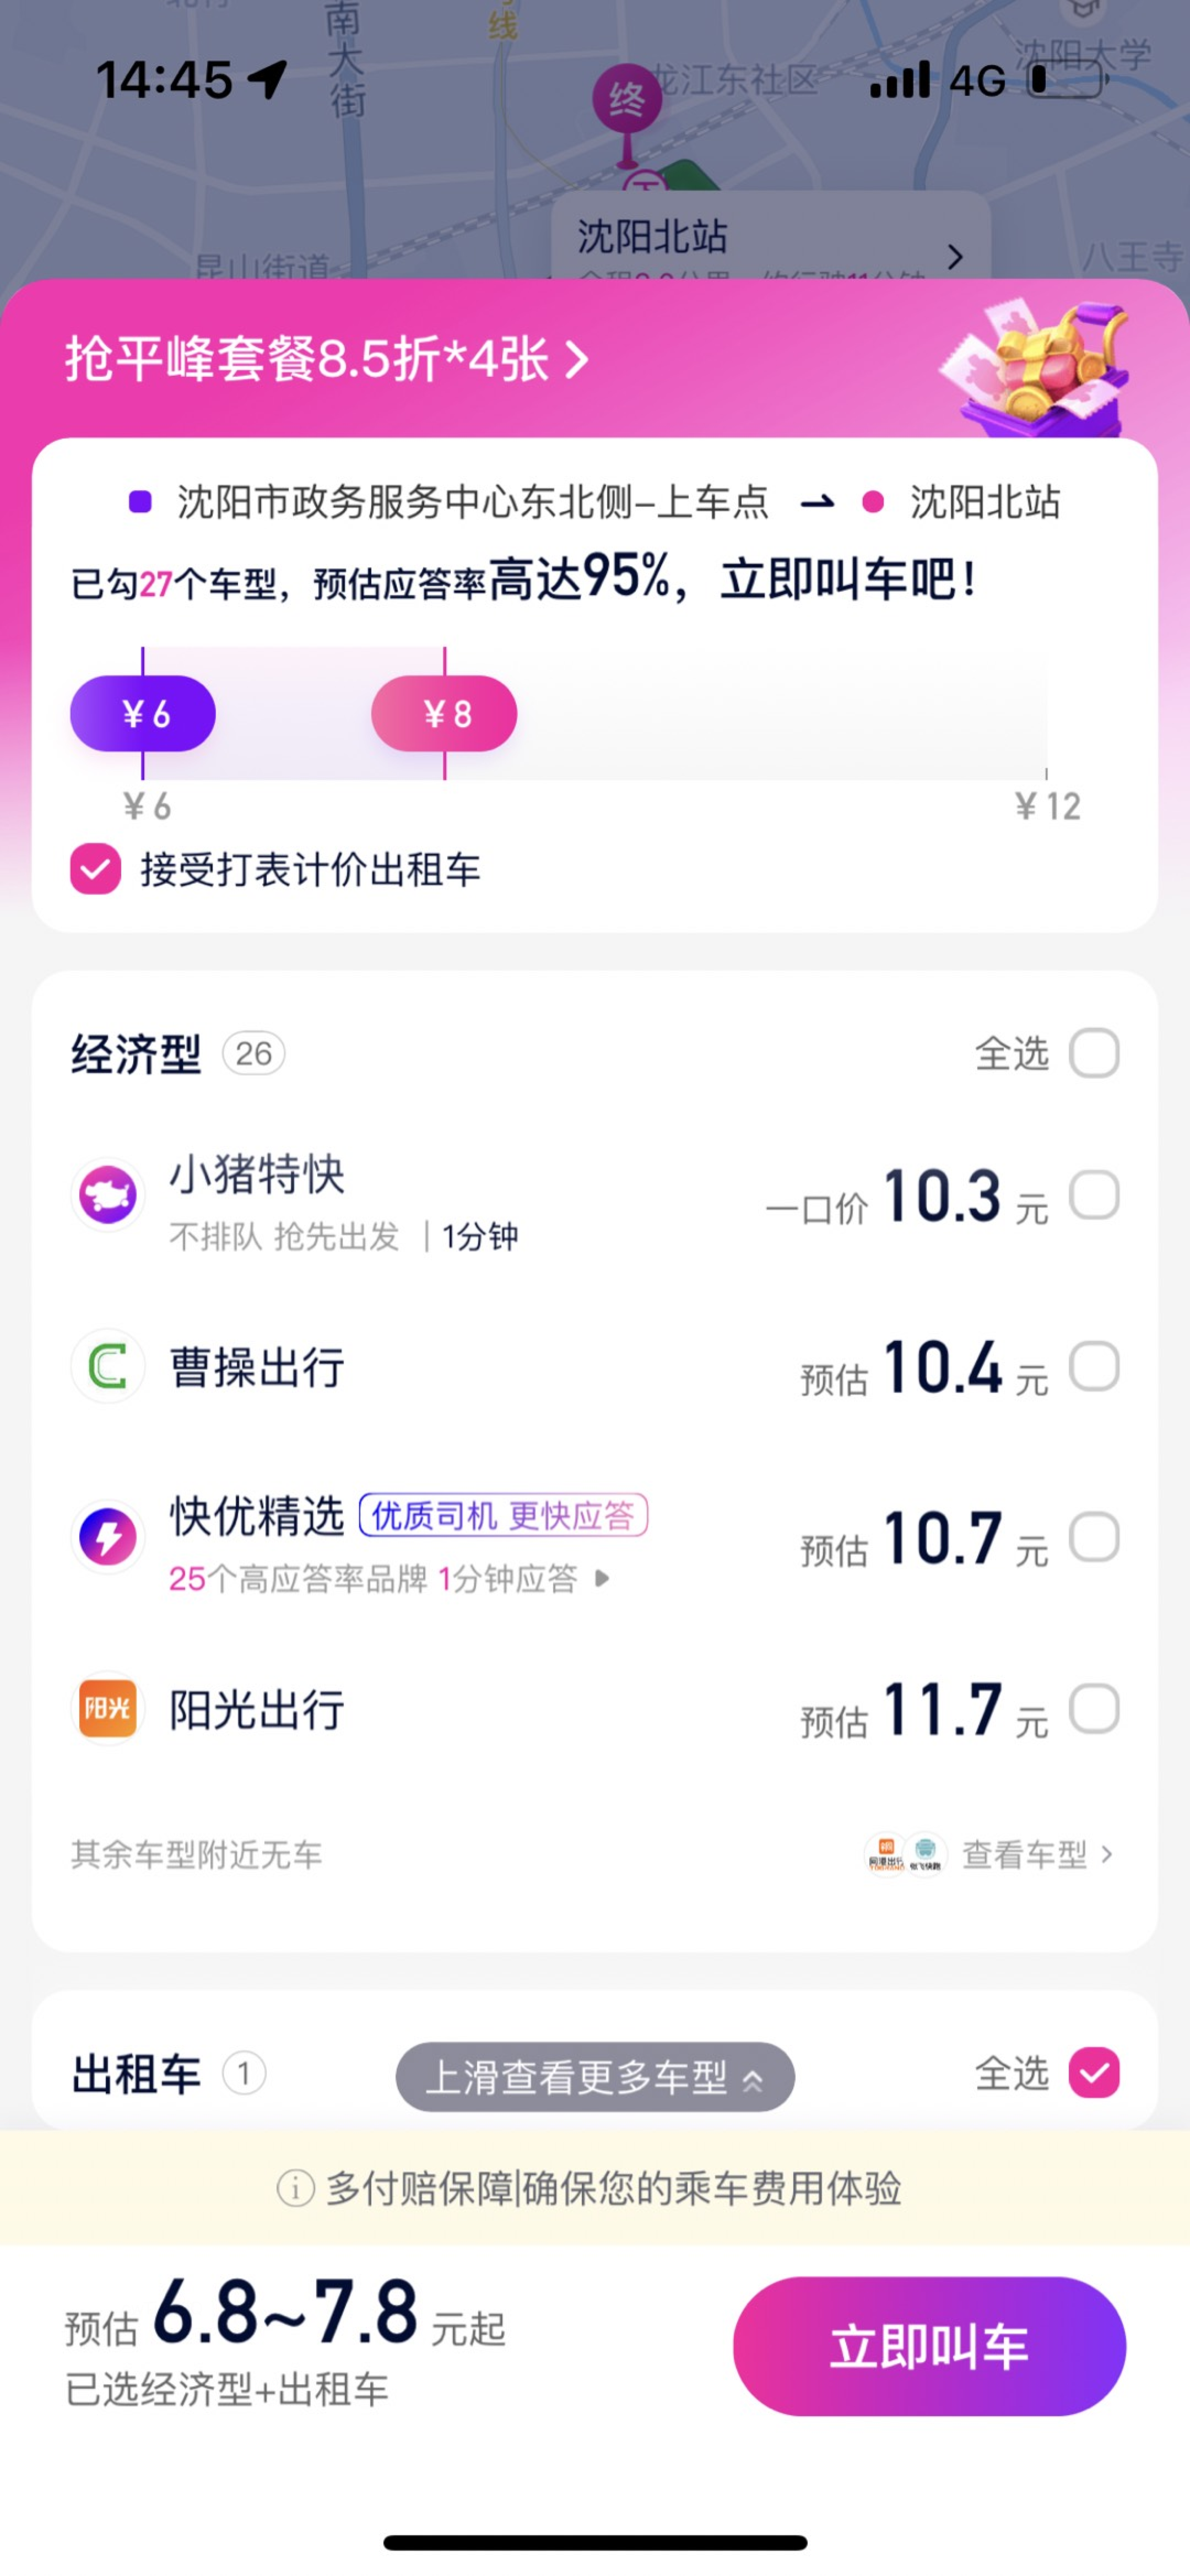 南大街
线
14:45
4G
沈阳大学
龙江东社区
终
沈阳北站
昆山街道
八王寺
抢平峰套餐8.5折*4张
沈阳市政务服务中心东北侧-上车点 → 沈阳北站
已勾27个车型，预估应答率高达95%，立即叫车吧！
¥6 ¥8
¥6 ¥12
接受打表计价出租车
经济型 26 全选
小猪特快
不排队 抢先出发 | 1分钟
一口价 10.3 元
曹操出行 预估 10.4 元
快优精选 优质司机 更快应答
25个高应答率品牌 1分钟应答
预估 10.7 元
阳光 阳光出行 预估 11.7 元
其余车型附近无车 查看车型 >
出租车 1 上滑查看更多车型 全选
多付赔保障|确保您的乘车费用体验
预估 6.8~7.8 元起
已选经济型+出租车
立即叫车